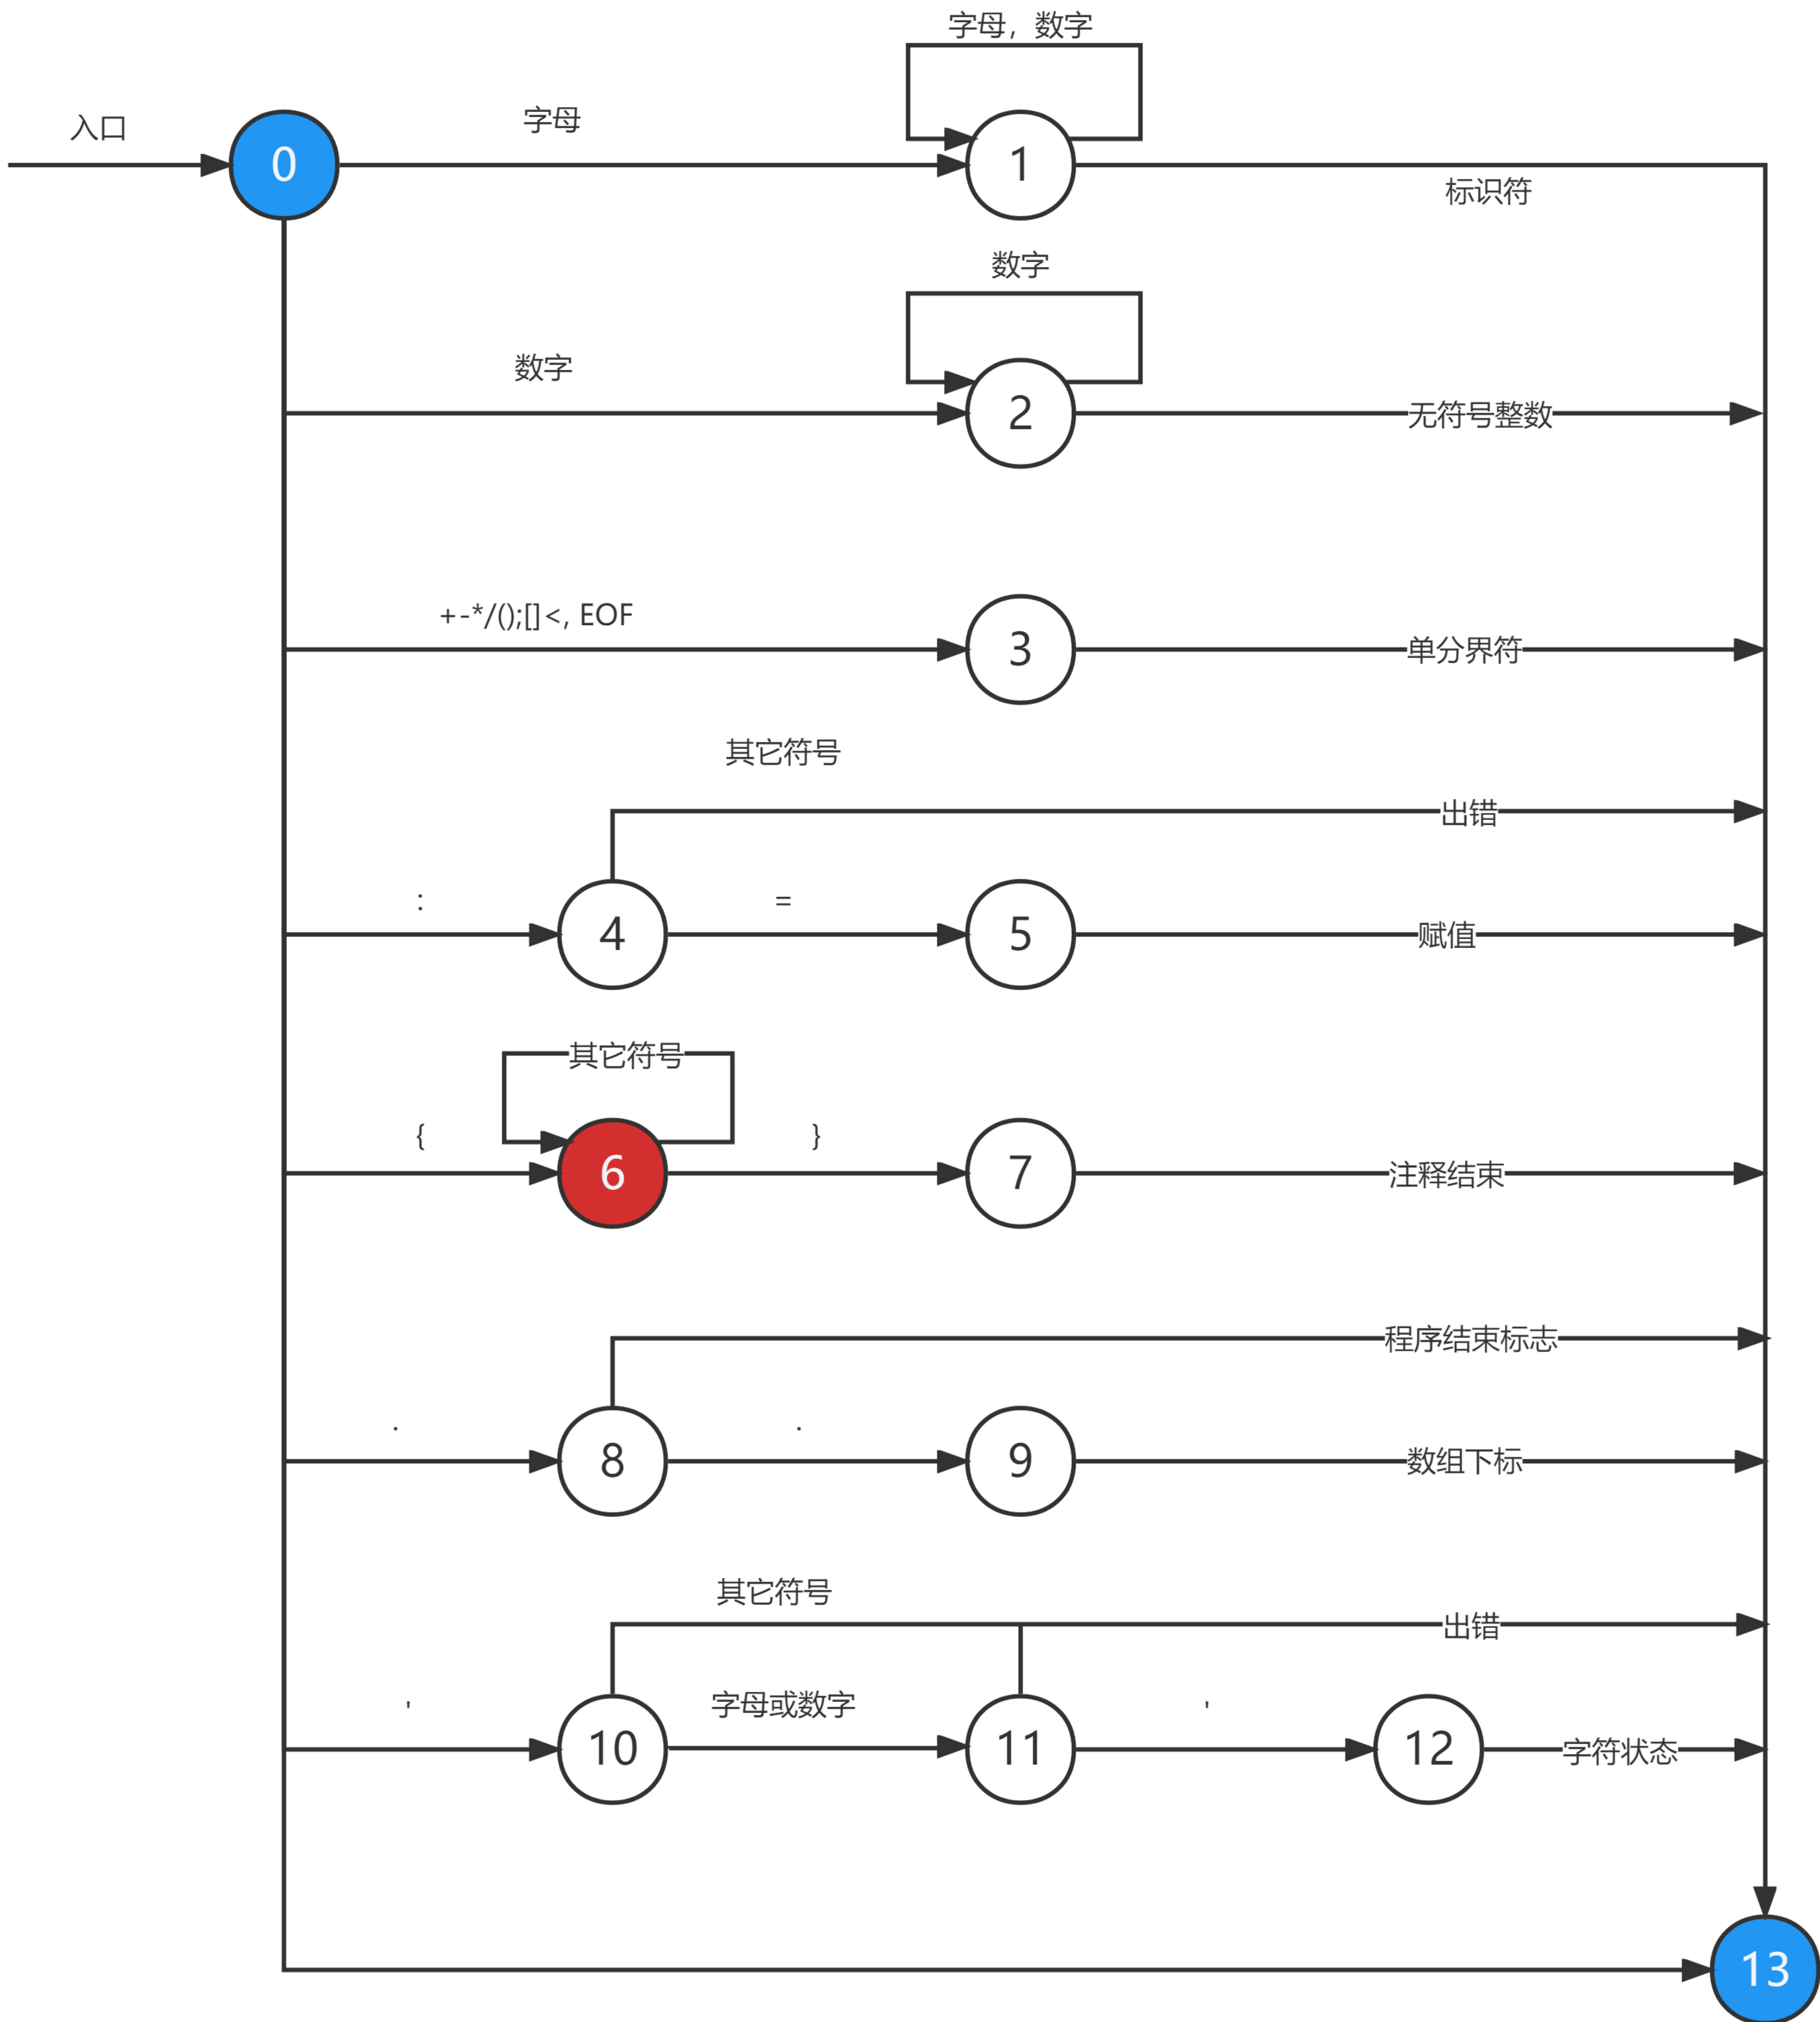 字母，数字
入口
字母
0
1
标识符
数字
数字
2
无符号整数
+-*/();[]<, EOF
3
单分界符
其它符号
出错
:
=
4
5
赋值
其它符号
{
}
6
7
注释结束
程序结束标志
.
.
8
9
数组下标
其它符号
出错
'
字母或数字
'
10
11
12
字符状态
13